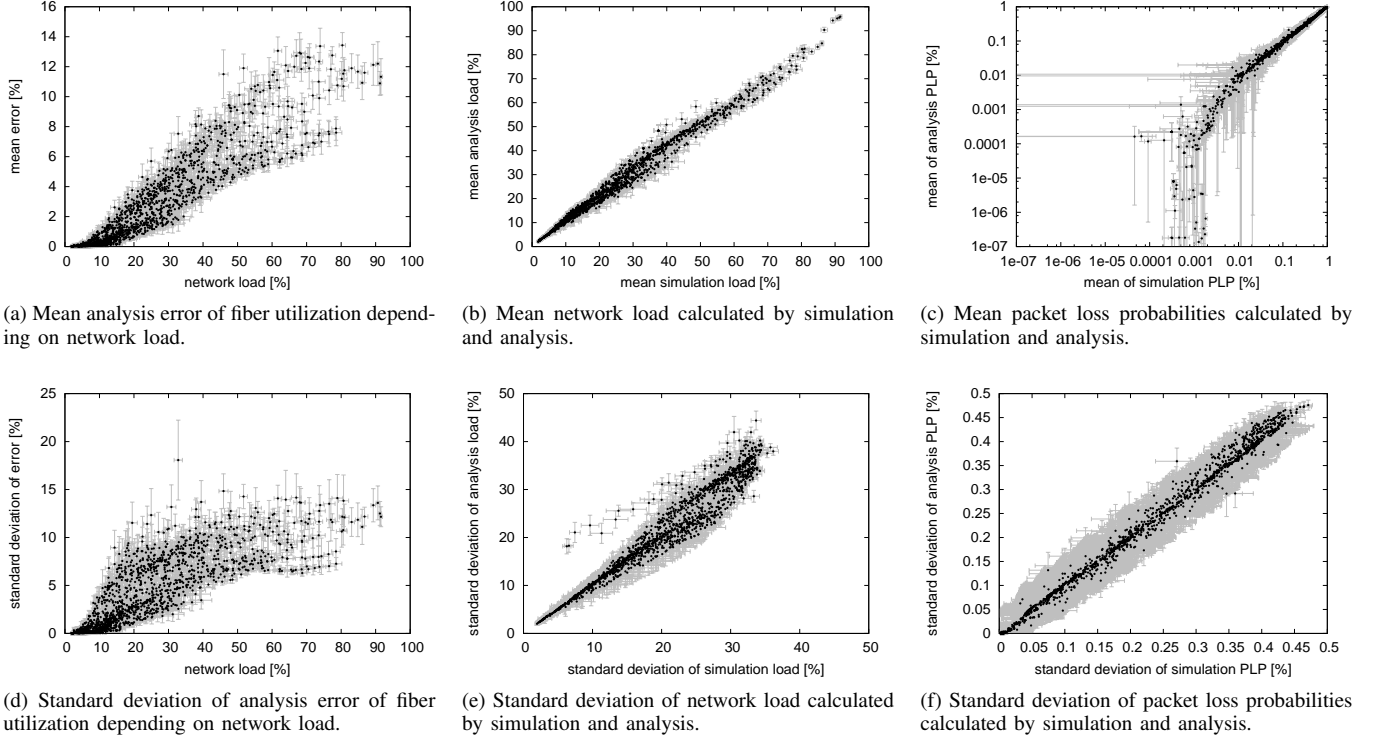 16
14
12
10
8
6
4
2
0
mean error [%]
0 10 20 30 40 50 60 70 80 90 100
network load [%]
(a) Mean analysis error of fiber utilization depend-
ing on network load.
100
90
80
70
60
50
40
30
20
10
0
mean analysis load [%]
0 10 20 30 40 50 60 70 80 90 100
mean simulation load [%]
(b) Mean network load calculated by simulation
and analysis.
1
0.1
0.01
0.001
0.0001
1e-05
1e-06
1e-07
mean of analysis PLP [%]
1e-07 1e-06 1e-05 0.0001 0.001 0.01 0.1 1
mean of simulation PLP [%]
(c) Mean packet loss probabilities calculated by
simulation and analysis.
25
20
15
10
5
0
standard deviation of error [%]
0 10 20 30 40 50 60 70 80 90 100
network load [%]
(d) Standard deviation of analysis error of fiber
utilization depending on network load.
50
40
30
20
10
0
standard deviation of analysis load [%]
0 10 20 30 40 50
standard deviation of simulation load [%]
(e) Standard deviation of network load calculated
by simulation and analysis.
0.5
0.45
0.4
0.35
0.3
0.25
0.2
0.15
0.1
0.05
0
standard deviation of analysis PLP [%]
0 0.05 0.1 0.15 0.2 0.25 0.3 0.35 0.4 0.45 0.5
standard deviation of simulation PLP [%]
(f) Standard deviation of packet loss probabilities
calculated by simulation and analysis.